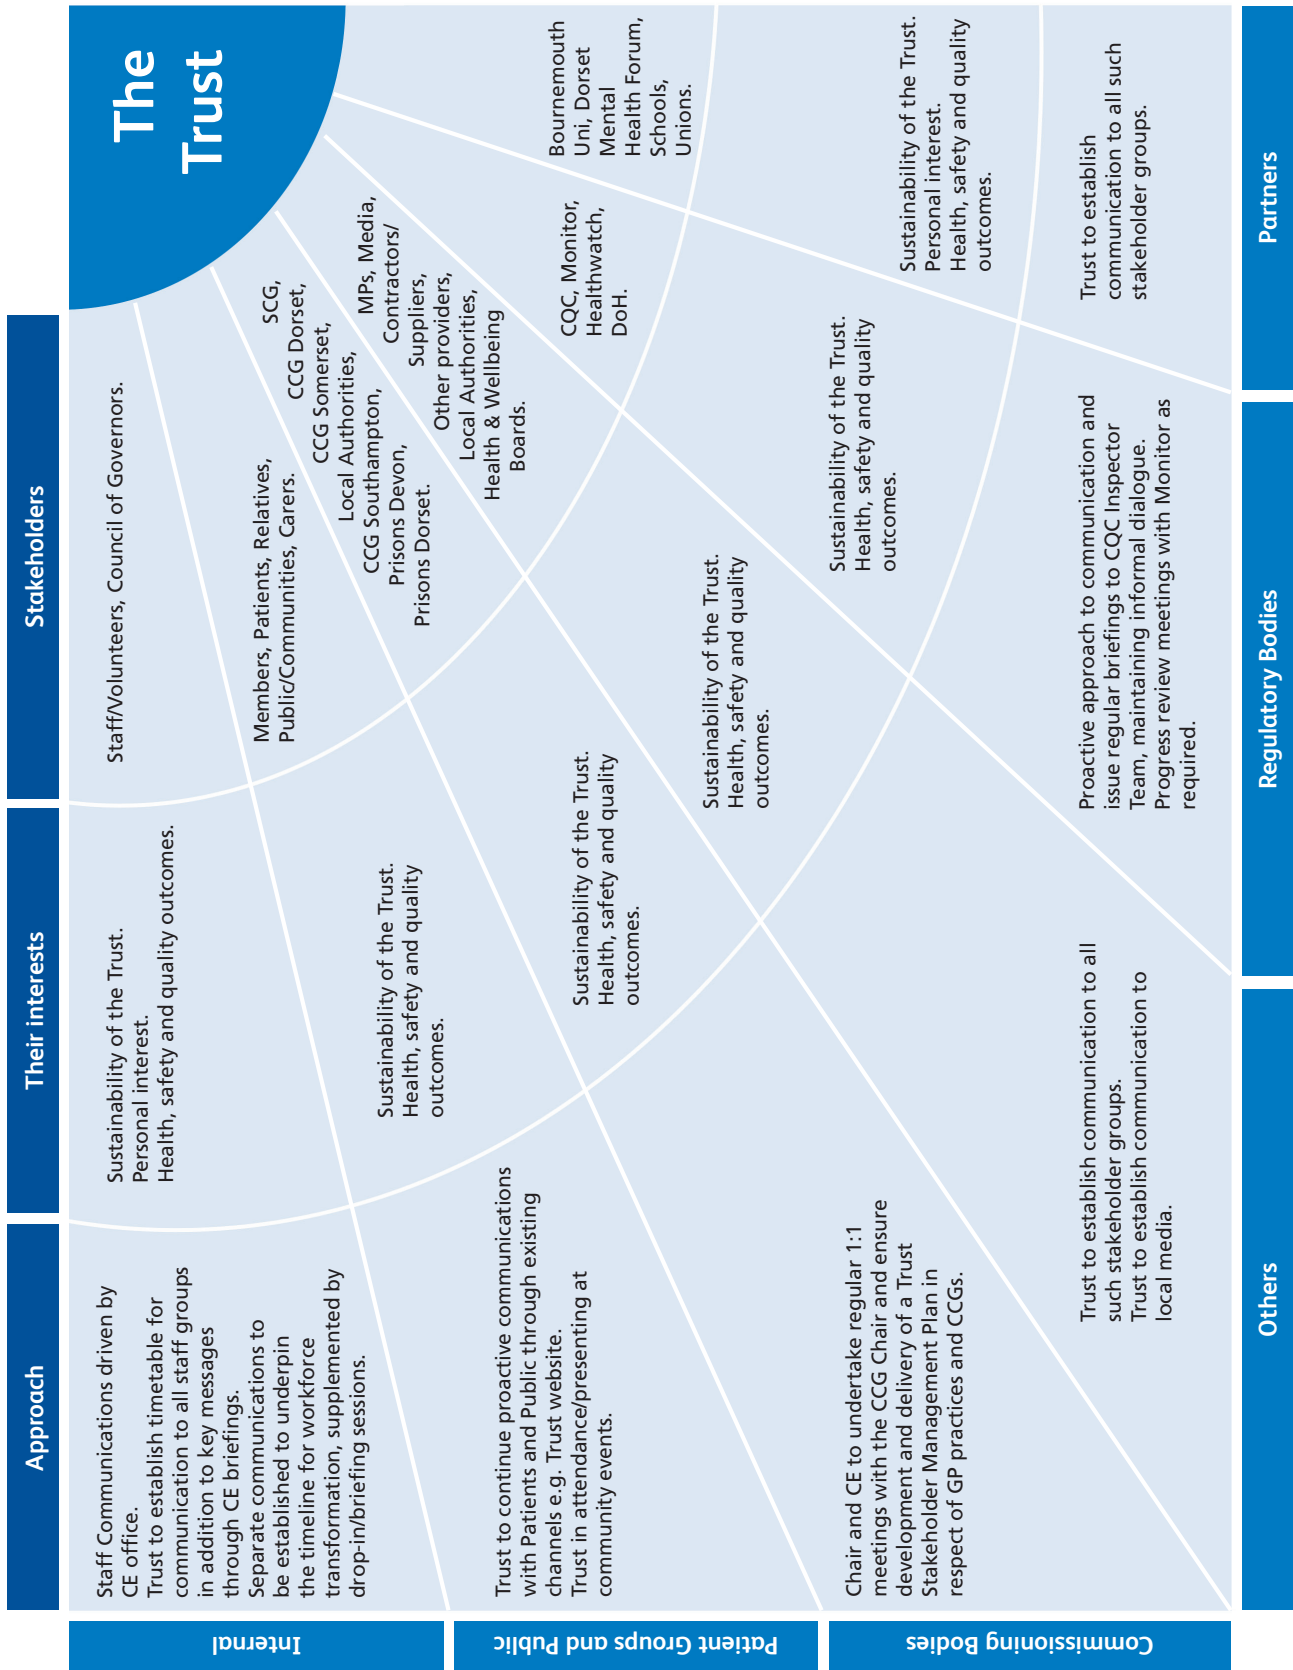 Approach
Their interests
Stakeholders
The
Trust
Internal
Staff Communications driven by
CE office.
Trust to establish timetable for
communication to all staff groups
in addition to key messages
through CE briefings.
Separate communications to
be established to underpin
the timeline for workforce
transformation, supplemented by
drop-in/briefing sessions.
Sustainability of the Trust.
Personal interest.
Health, safety and quality outcomes.
Staff/Volunteers, Council of Governors.
Patient Groups and Public
Trust to continue proactive communications
with Patients and Public through existing
channels e.g. Trust website.
Trust in attendance/presenting at
community events.
Sustainability of the Trust.
Health, safety and quality
outcomes.
Members, Patients, Relatives,
Public/Communities, Carers.
Commissioning Bodies
Chair and CE to undertake regular 1:1
meetings with the CCG Chair and ensure
development and delivery of a Trust
Stakeholder Management Plan in
respect of GP practices and CCGs.
Sustainability of the Trust.
Health, safety and quality
outcomes.
SCG,
CCG Dorset,
CCG Somerset,
Local Authorities,
CCG Southampton,
Prisons Devon,
Prisons Dorset.
Others
Trust to establish communication to all
such stakeholder groups.
Trust to establish communication to
local media.
Sustainability of the Trust.
Health, safety and quality
outcomes.
MPs, Media,
Contractors/
Suppliers,
Other providers,
Local Authorities,
Health & Wellbeing
Boards.
Regulatory Bodies
Proactive approach to communication and
issue regular briefings to CQC Inspector
Team, maintaining informal dialogue.
Progress review meetings with Monitor as
required.
Sustainability of the Trust.
Health, safety and quality
outcomes.
CQC, Monitor,
Healthwatch,
DoH.
Partners
Trust to establish
communication to all such
stakeholder groups.
Sustainability of the Trust.
Personal interest.
Health, safety and quality
outcomes.
Bournemouth
Uni, Dorset
Mental
Health Forum,
Schools,
Unions.